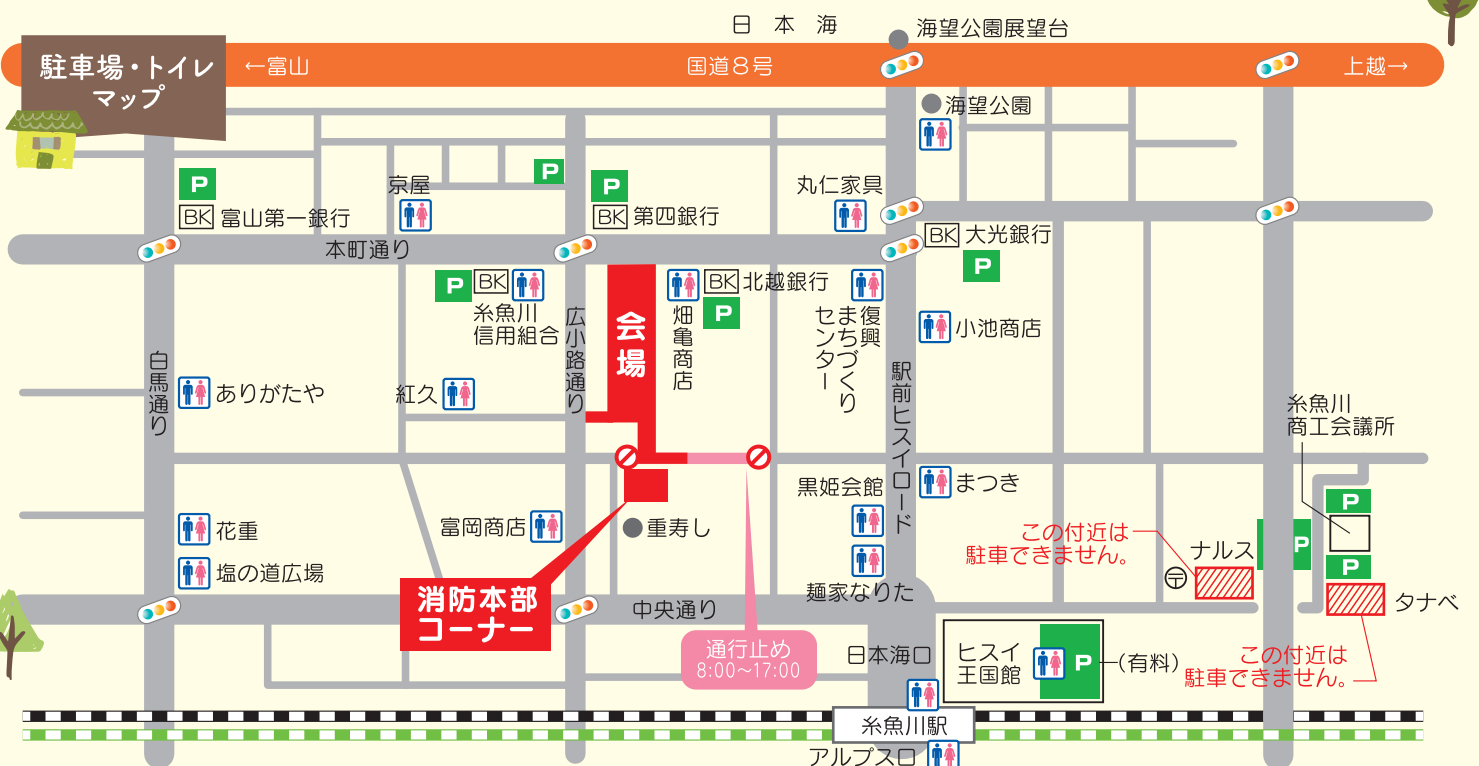 日本海
海望公園展望台
駐車場・トイレ
マップ
←富山
国道8号
上越→
海望公園
P
P
P
京屋
丸仁家具
BK 富山第一銀行
BK 第四銀行
本町通り
BK 大光銀行
P
P BK
糸魚川
信用組合
広小路通り
会場
畑亀商店
BK 北越銀行
P
復興
まちづくり
センター
小池商店
白馬通り
ありがたや
紅久
駅前ヒスイロード
糸魚川
商工会議所
黒姫会館
まつき
花重
富岡商店
重寿し
この付近は
駐車できません。
ナルス
P
P
P
〒
塩の道広場
麺家なりた
タナベ
消防本部
コーナー
中央通り
通行止め
8:00〜17:00
日本海口
ヒスイ
王国館
P
(有料)
この付近は
駐車できません。
糸魚川駅
アルプス口